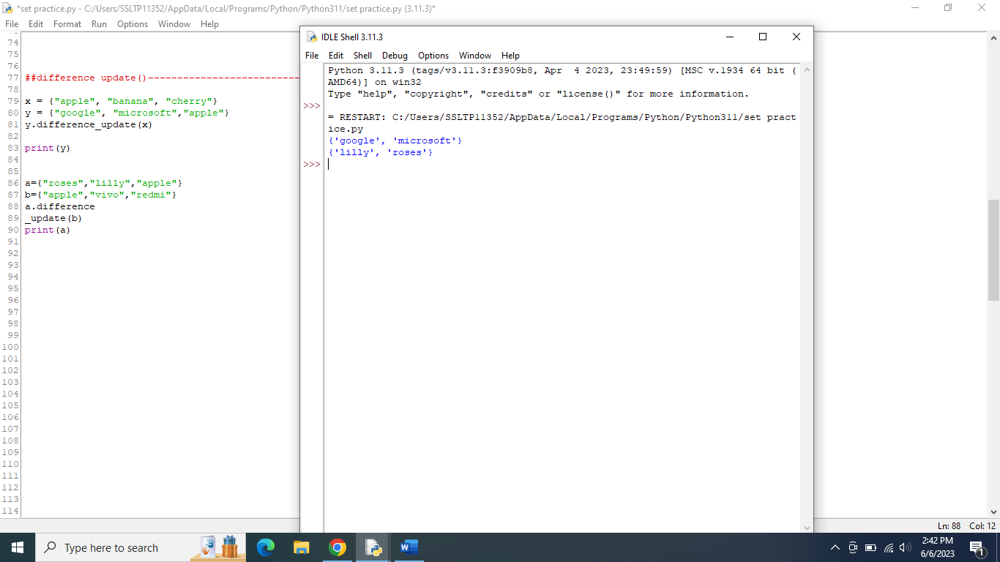 *set practice.py - C:/Users/SSLTP11352/AppData/Local/Programs/Python/Python311/set practice.py (3.11.3)*
File Edit Format Run Options Window Help
74
75
76
77 ##difference update()--------------------------
78
79 x = {"apple", "banana", "cherry"}
80 y = {"google", "microsoft","apple"}
81 y.difference_update(x)
82
83 print(y)
84
85
86 a={"roses","lilly","apple"}
87 b={"apple","vivo","redmi"}
88 a.difference
89 _update(b)
90 print(a)
91
92
93
94
95
96
97
98
99
100
101
102
103
104
105
106
107
108
109
110
111
112
113
114
IDLE Shell 3.11.3
File Edit Shell Debug Options Window Help
Python 3.11.3 (tags/v3.11.3:f3909b8, Apr  4 2023, 23:49:59) [MSC v.1934 64 bit (
AMD64)] on win32
Type "help", "copyright", "credits" or "license()" for more information.
>>>
= RESTART: C:/Users/SSLTP11352/AppData/Local/Programs/Python/Python311/set pract
ice.py
{'google', 'microsoft'}
{'lilly', 'roses'}
>>>
Ln: 88 Col: 12
Type here to search
2:42 PM
6/6/2023
1